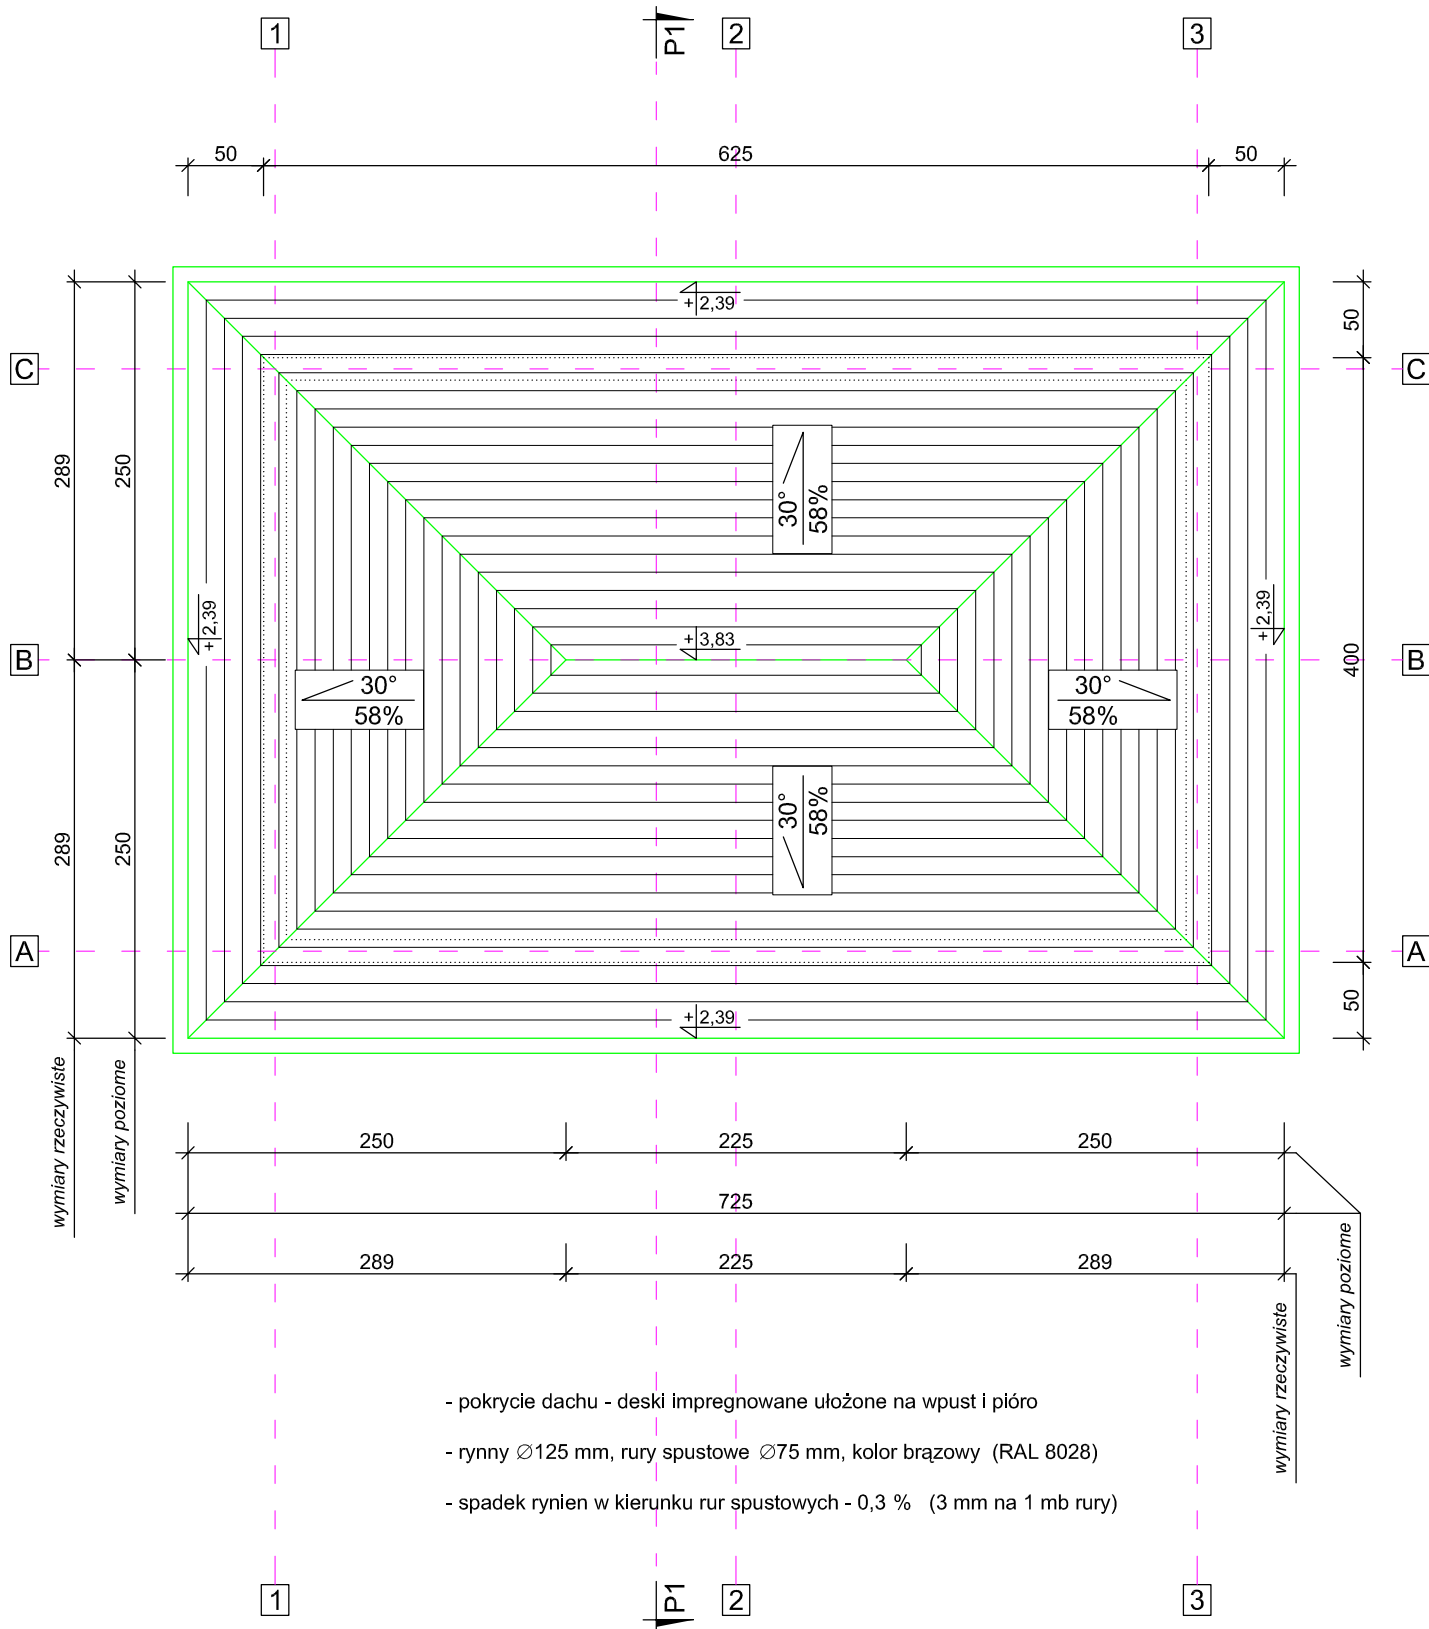 1
P1
2
3
50
625
50
+2,39
50
C
C
289
250
30°
58%
+2,39
+2,39
+3,83
B
B
400
30°
58%
30°
58%
30°
58%
289
250
A
A
+2,39
50
wymiary rzeczywiste
wymiary poziome
250
225
250
725
289
225
289
wymiary rzeczywiste
wymiary poziome
- pokrycie dachu - deski impregnowane ułożone na wpust i pióro
- rynny ∅125 mm, rury spustowe ∅75 mm, kolor brązowy (RAL 8028)
- spadek rynien w kierunku rur spustowych - 0,3 % (3 mm na 1 mb rury)
1
P1
2
3